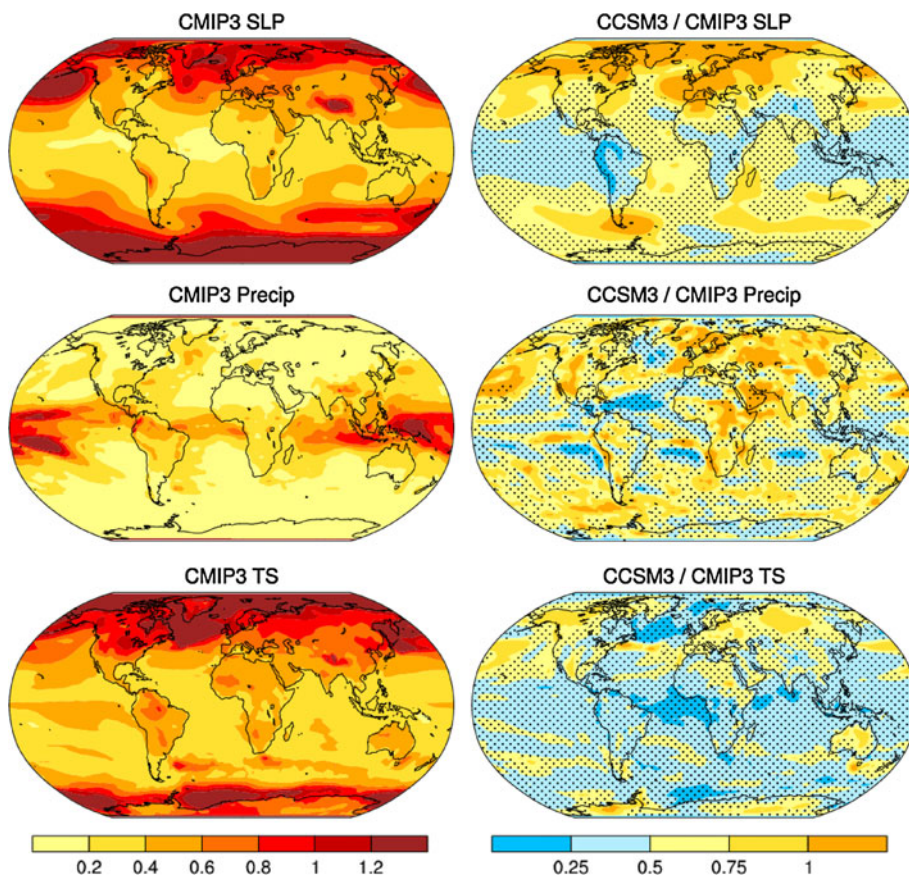 CMIP3 SLP
CCSM3 / CMIP3 SLP
CMIP3 Precip
CCSM3 / CMIP3 Precip
CMIP3 TS
CCSM3 / CMIP3 TS
0.2 0.4 0.6 0.8 1 1.2
0.25 0.5 0.75 1